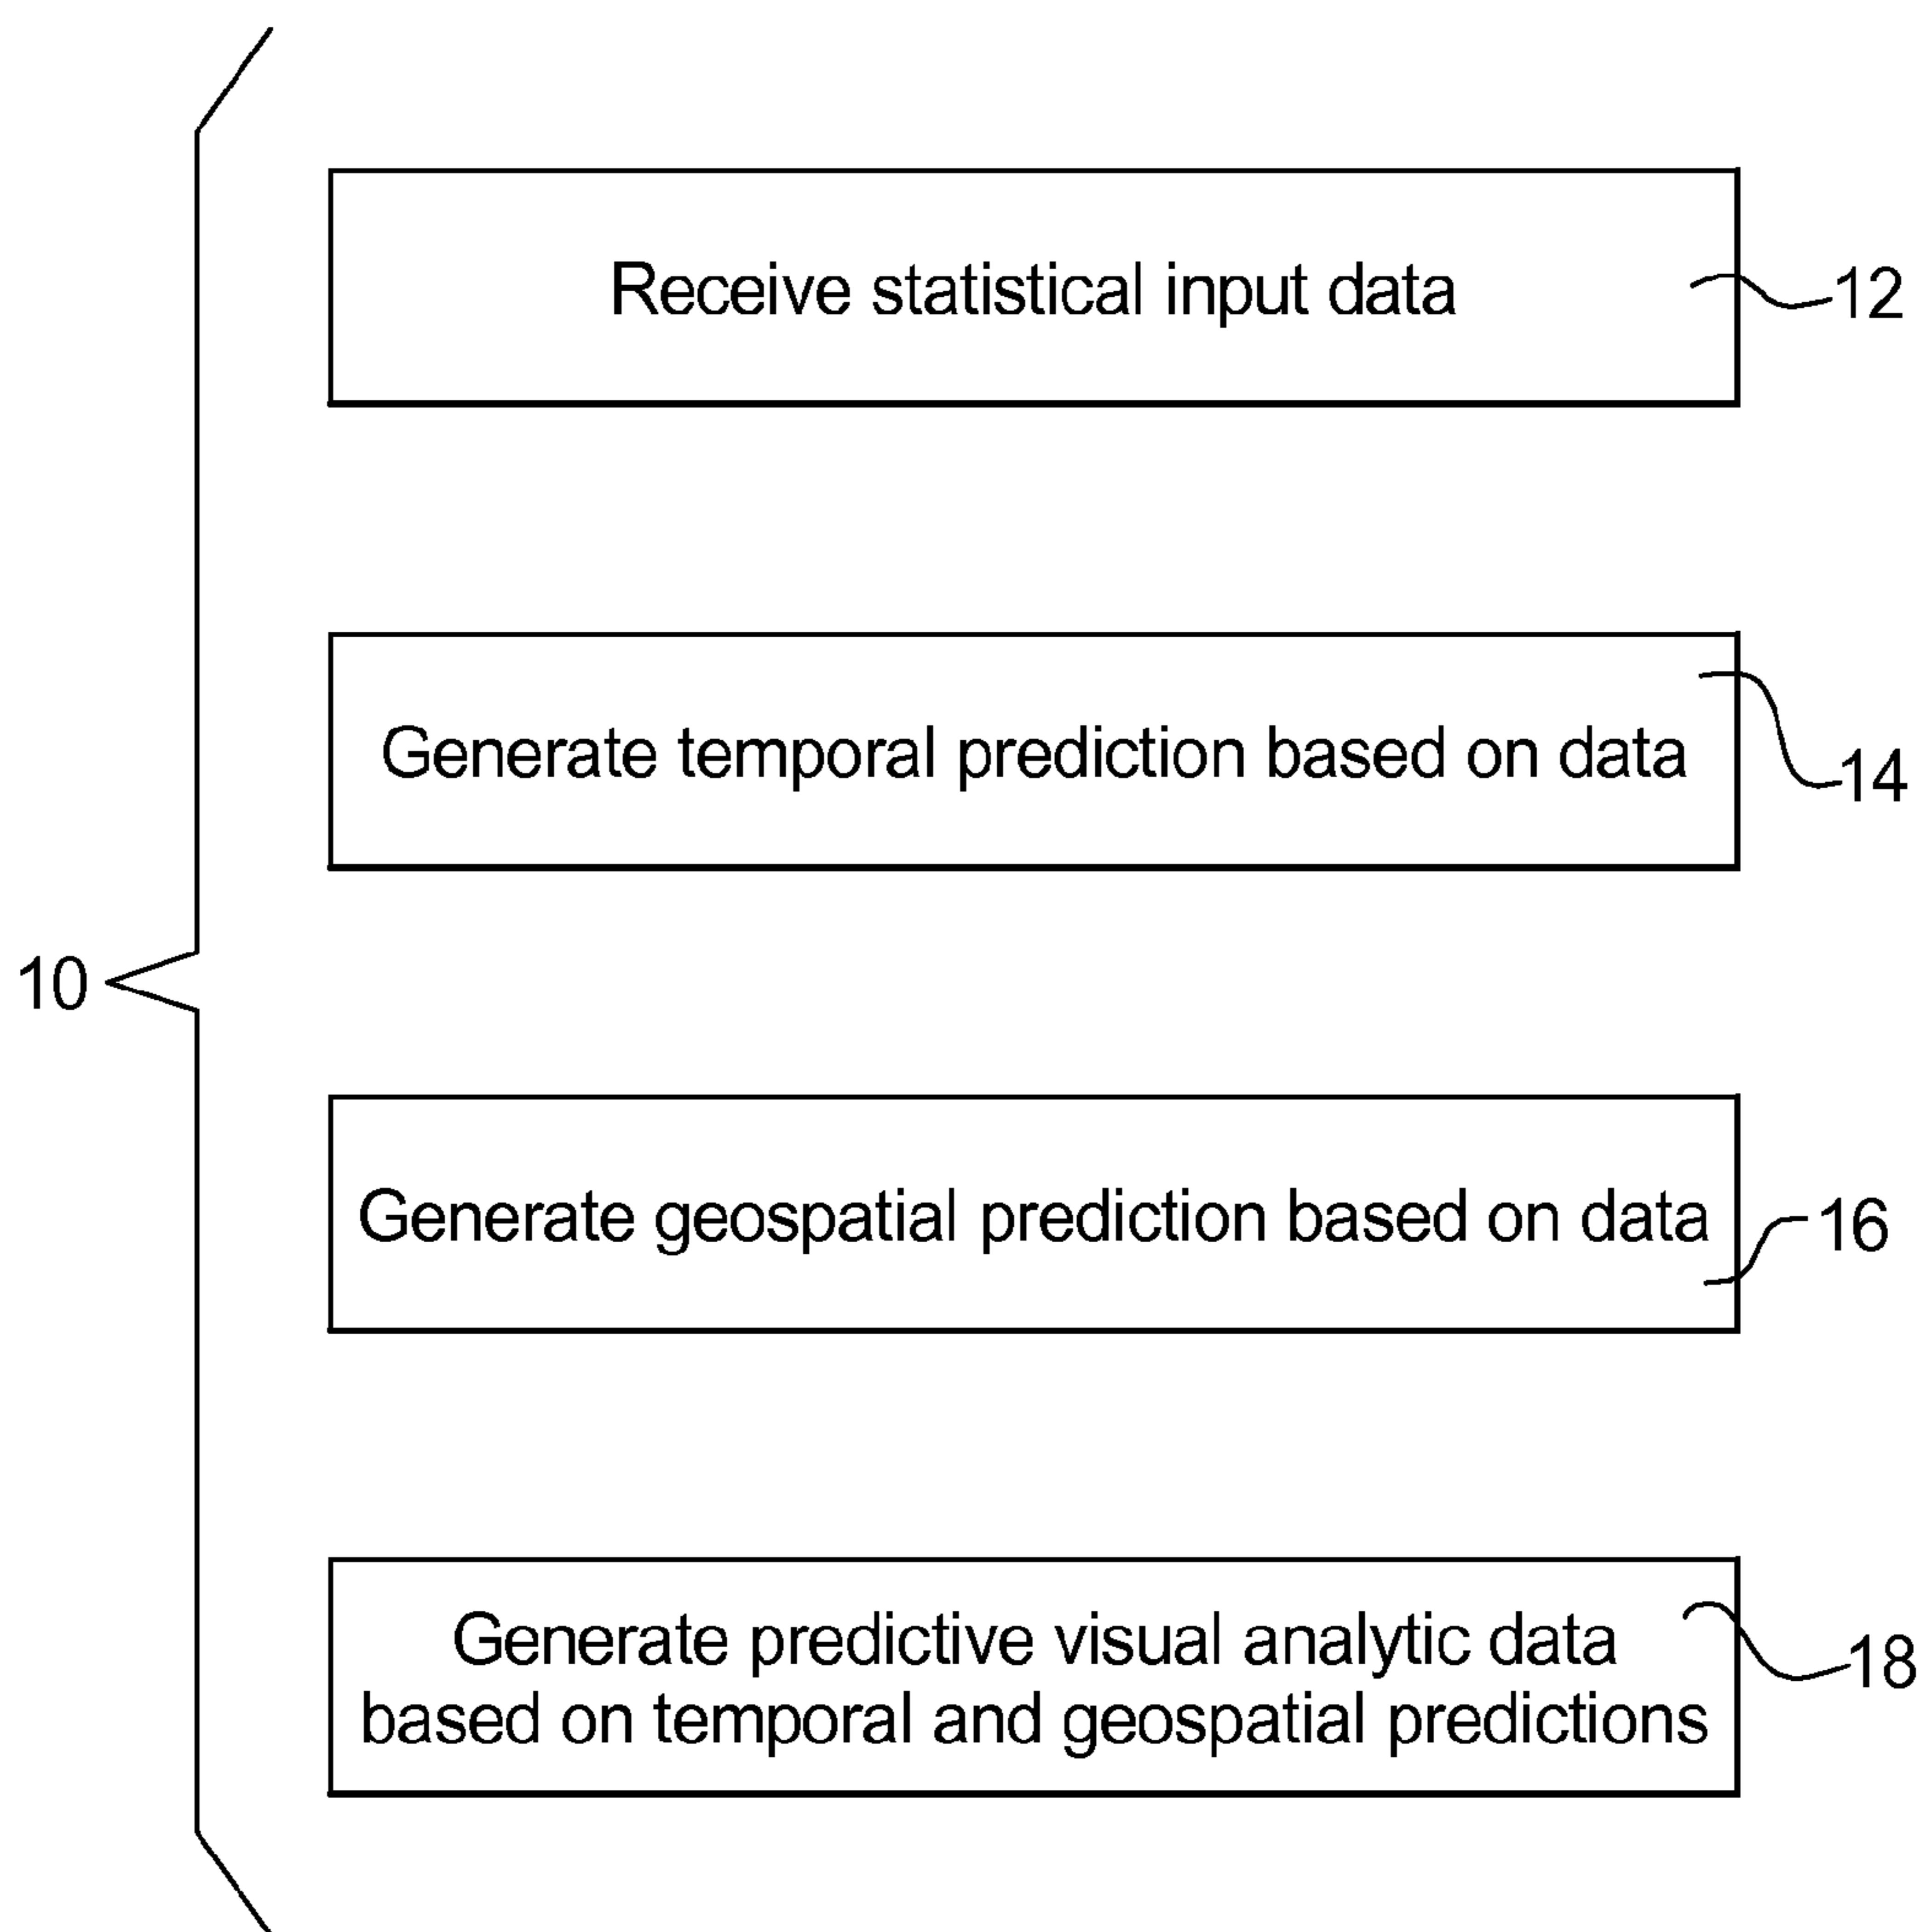 Receive statistical input data
12
Generate temporal prediction based on data
14
10
Generate geospatial prediction based on data
16
Generate predictive visual analytic data
based on temporal and geospatial predictions
18